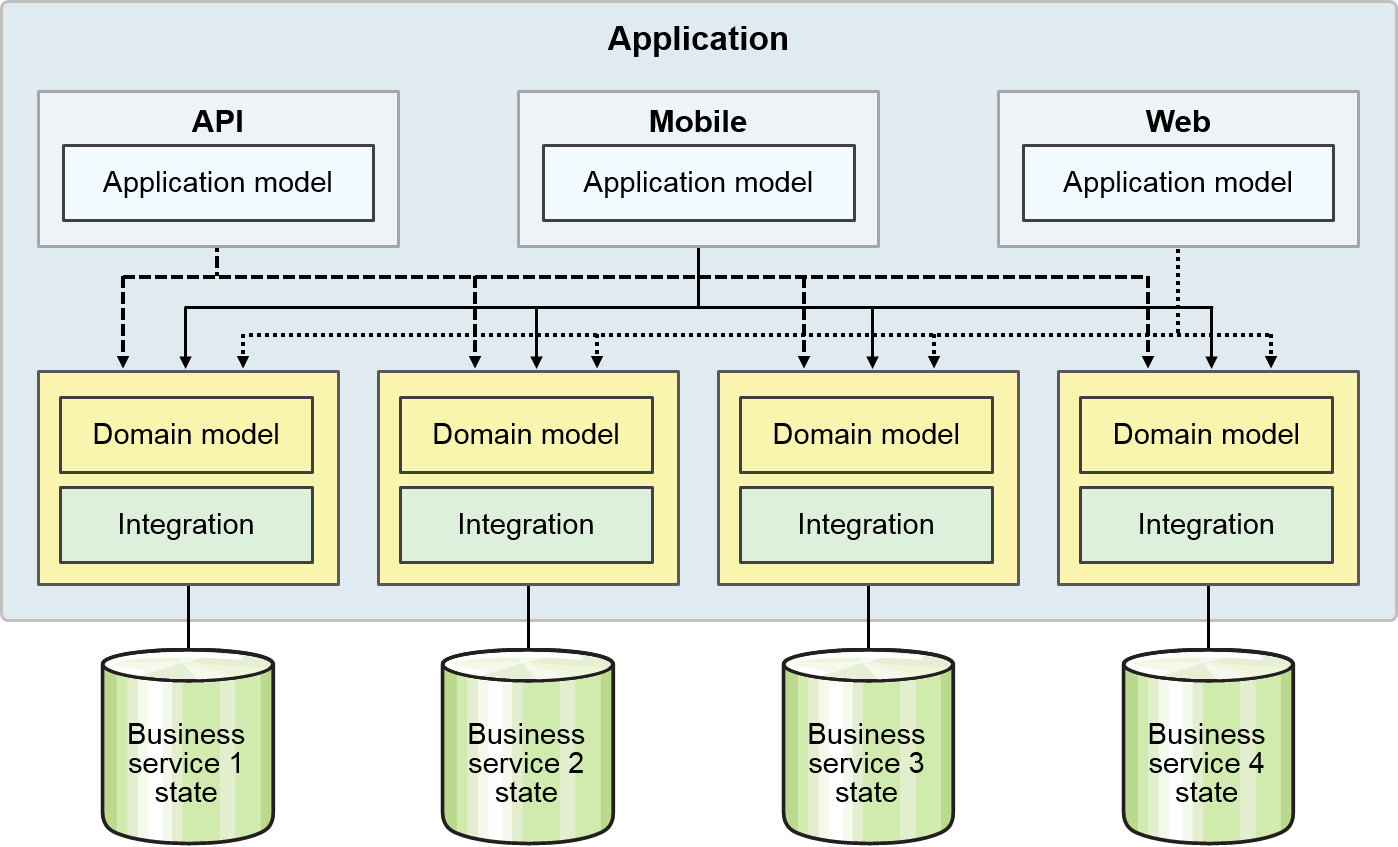 Application
API
Mobile
Web
Application model
Application model
Application model
Domain model
Domain model
Domain model
Domain model
Integration
Integration
Integration
Integration
Business
service 1
state
Business
service 2
state
Business
service 3
state
Business
service 4
state